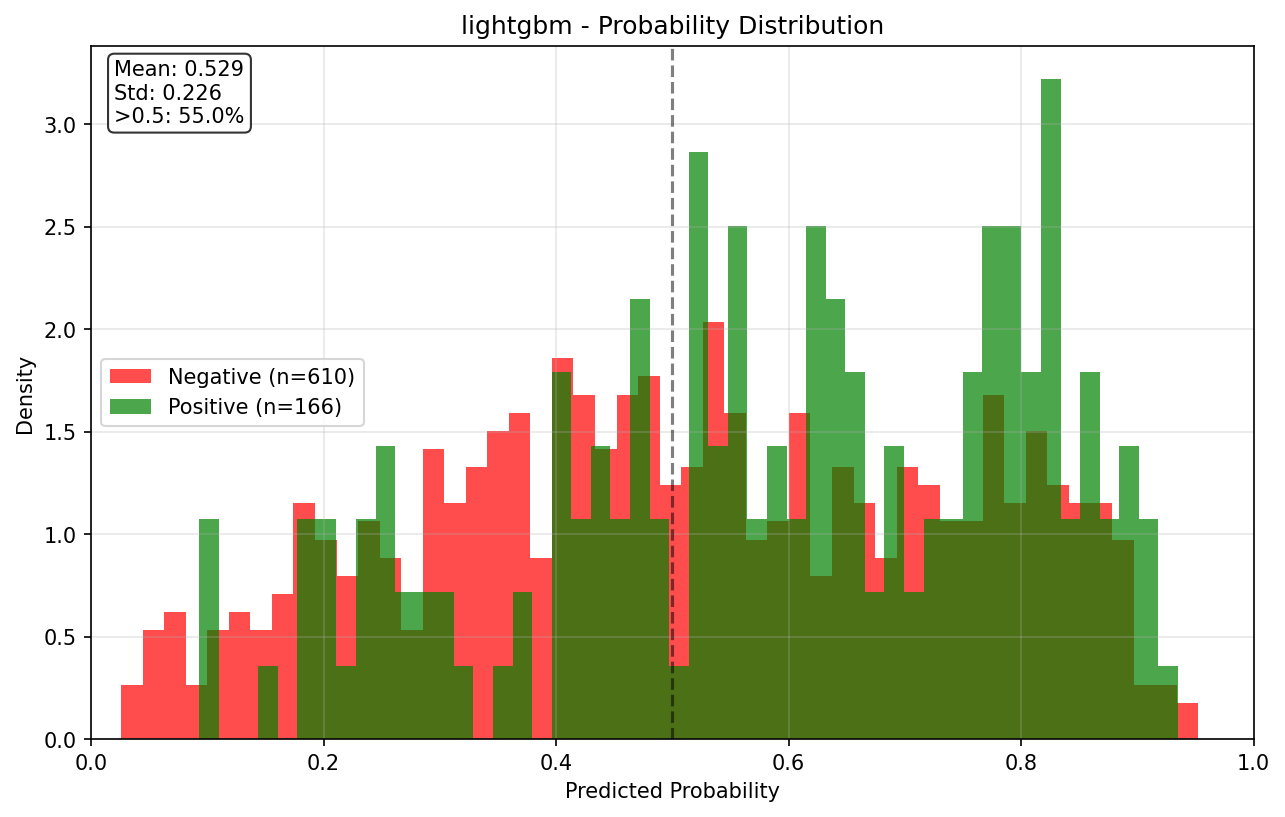 lightgbm - Probability Distribution
Mean: 0.529
Std: 0.226
>0.5: 55.0%
3.0
2.5
2.0
1.5
1.0
0.5
0.0
Density
Negative (n=610)
Positive (n=166)
0.0 0.2 0.4 0.6 0.8 1.0
Predicted Probability